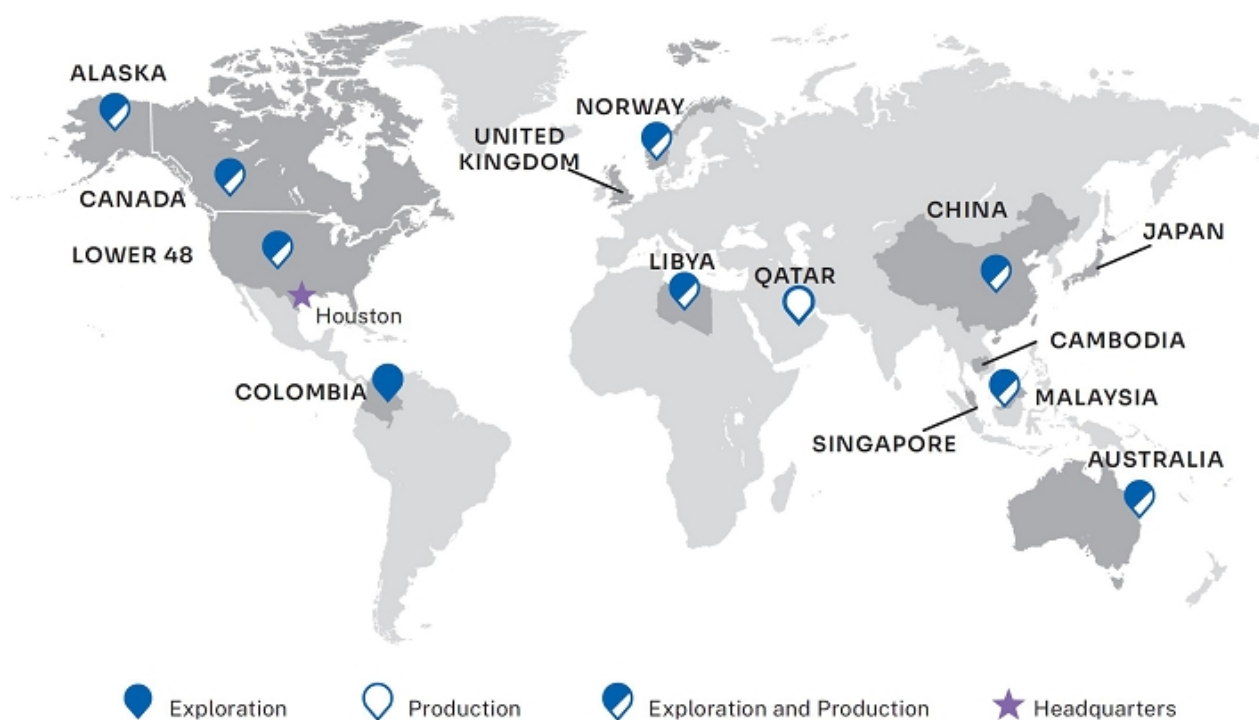 ALASKA
NORWAY
UNITED
KINGDOM
CANADA
CHINA
JAPAN
LOWER 48
LIBYA
QATAR
Houston
CAMBODIA
COLOMBIA
MALAYSIA
SINGAPORE
AUSTRALIA
Exploration
Production
Exploration and Production
Headquarters